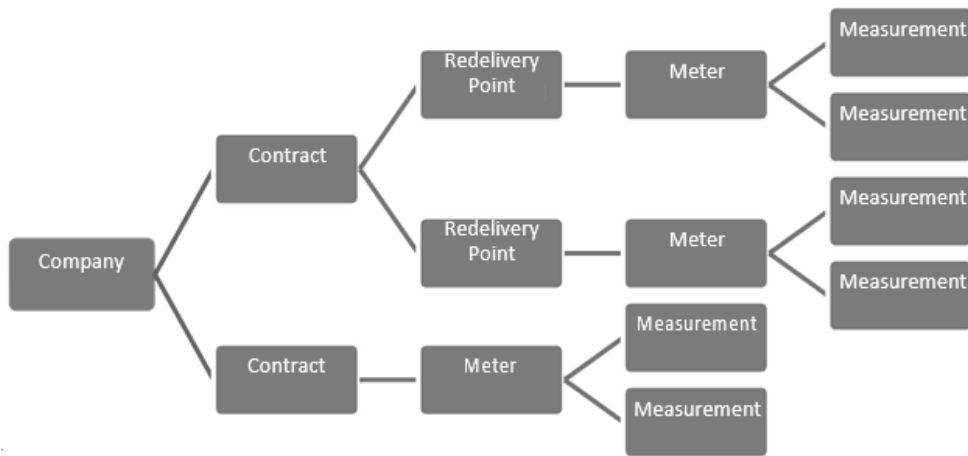 Measurement
Redelivery
Point
Meter
Measurement
Contract
Measurement
Redelivery
Point
Meter
Company
Measurement
Measurement
Contract
Meter
Measurement